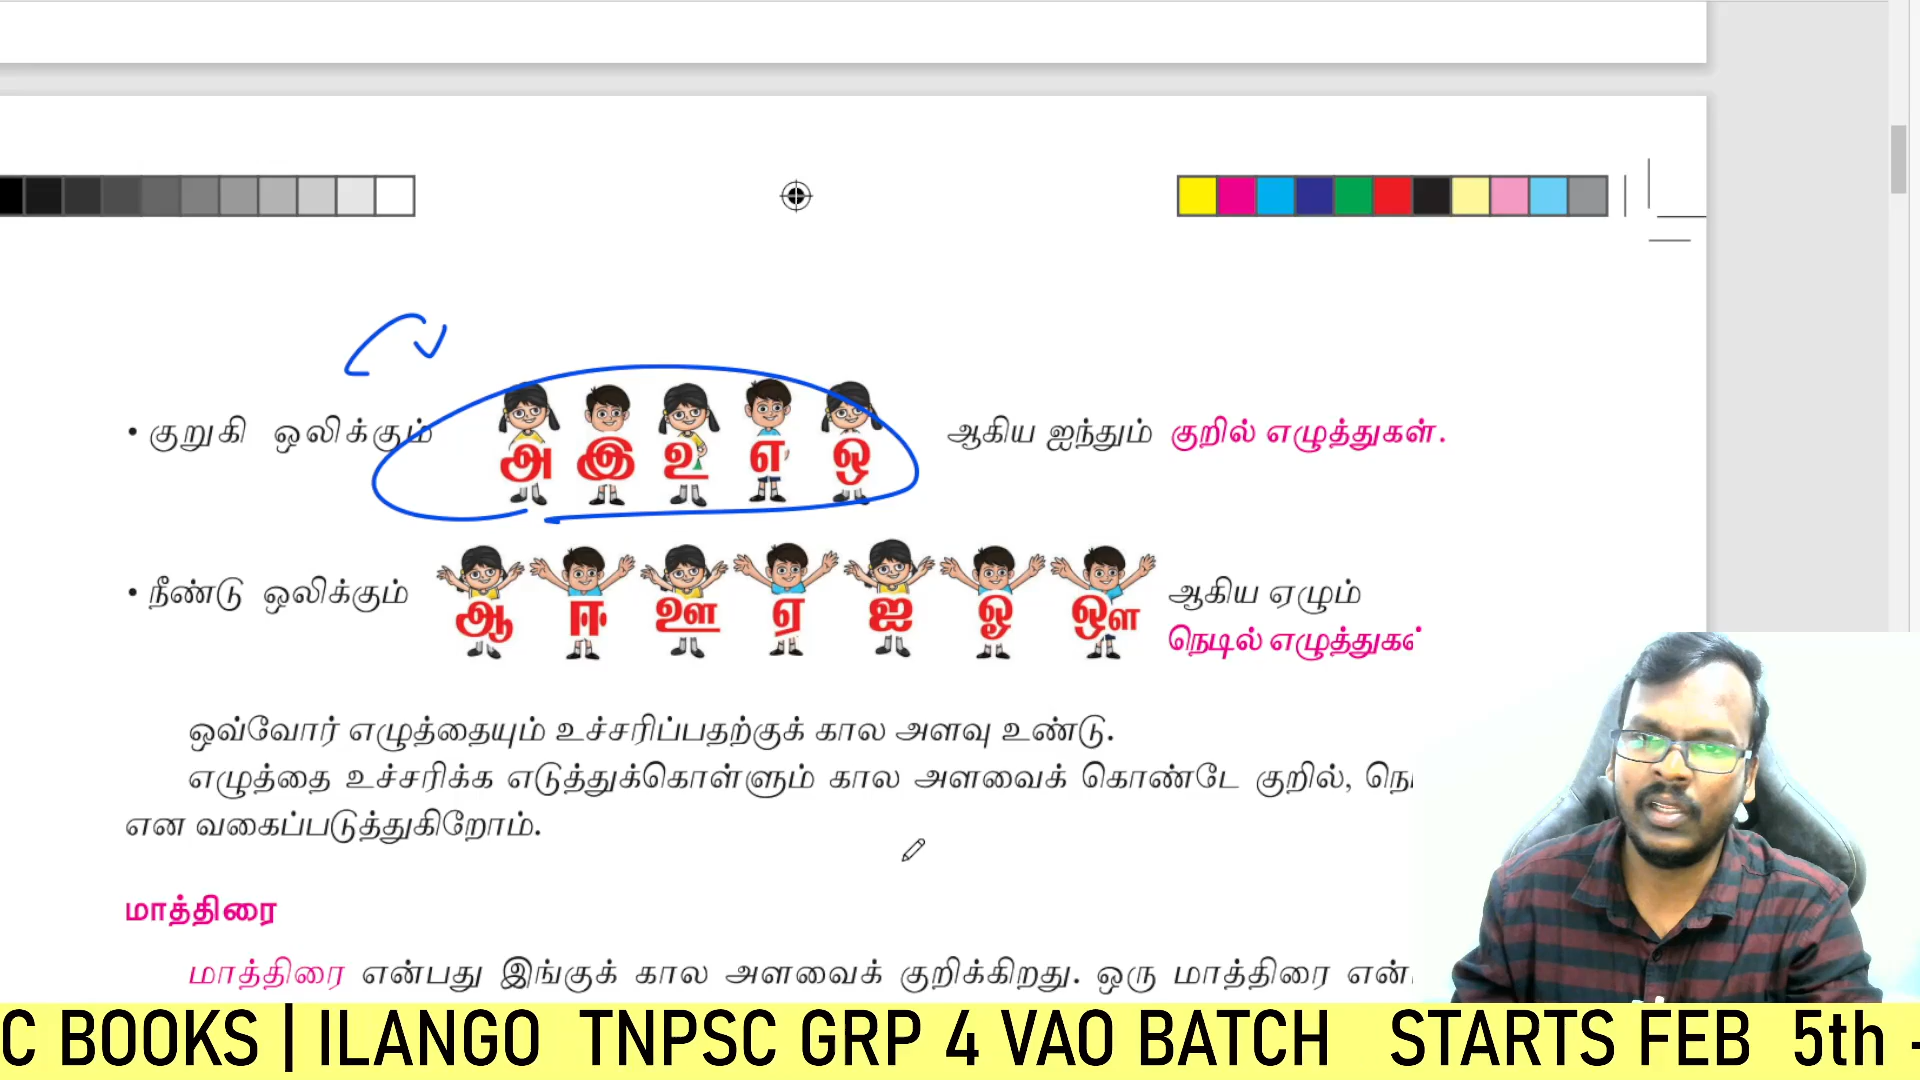 • குறுகி ஒலிக்கும் அ இ உ எ ஒ ஆகிய ஐந்தும் குறில் எழுத்துகள்.
• நீண்டு ஒலிக்கும் ஆ ஈ ஊ ஏ ஐ ஓ ஔ ஆகிய ஏழும்
நெடில் எழுத்துகள்
ஒவ்வோர் எழுத்தையும் உச்சரிப்பதற்குக் கால அளவு உண்டு.
எழுத்தை உச்சரிக்க எடுத்துக்கொள்ளும் கால அளவைக் கொண்டே குறில்,
என வகைப்படுத்துகிறோம்.
மாத்திரை
மாத்திரை என்பது இங்குக் கால அளவைக் குறிக்கிறது. ஒரு மாத்திரை
C BOOKS | ILANGO TNPSC GRP 4 VAO BATCH STARTS FEB 5th -